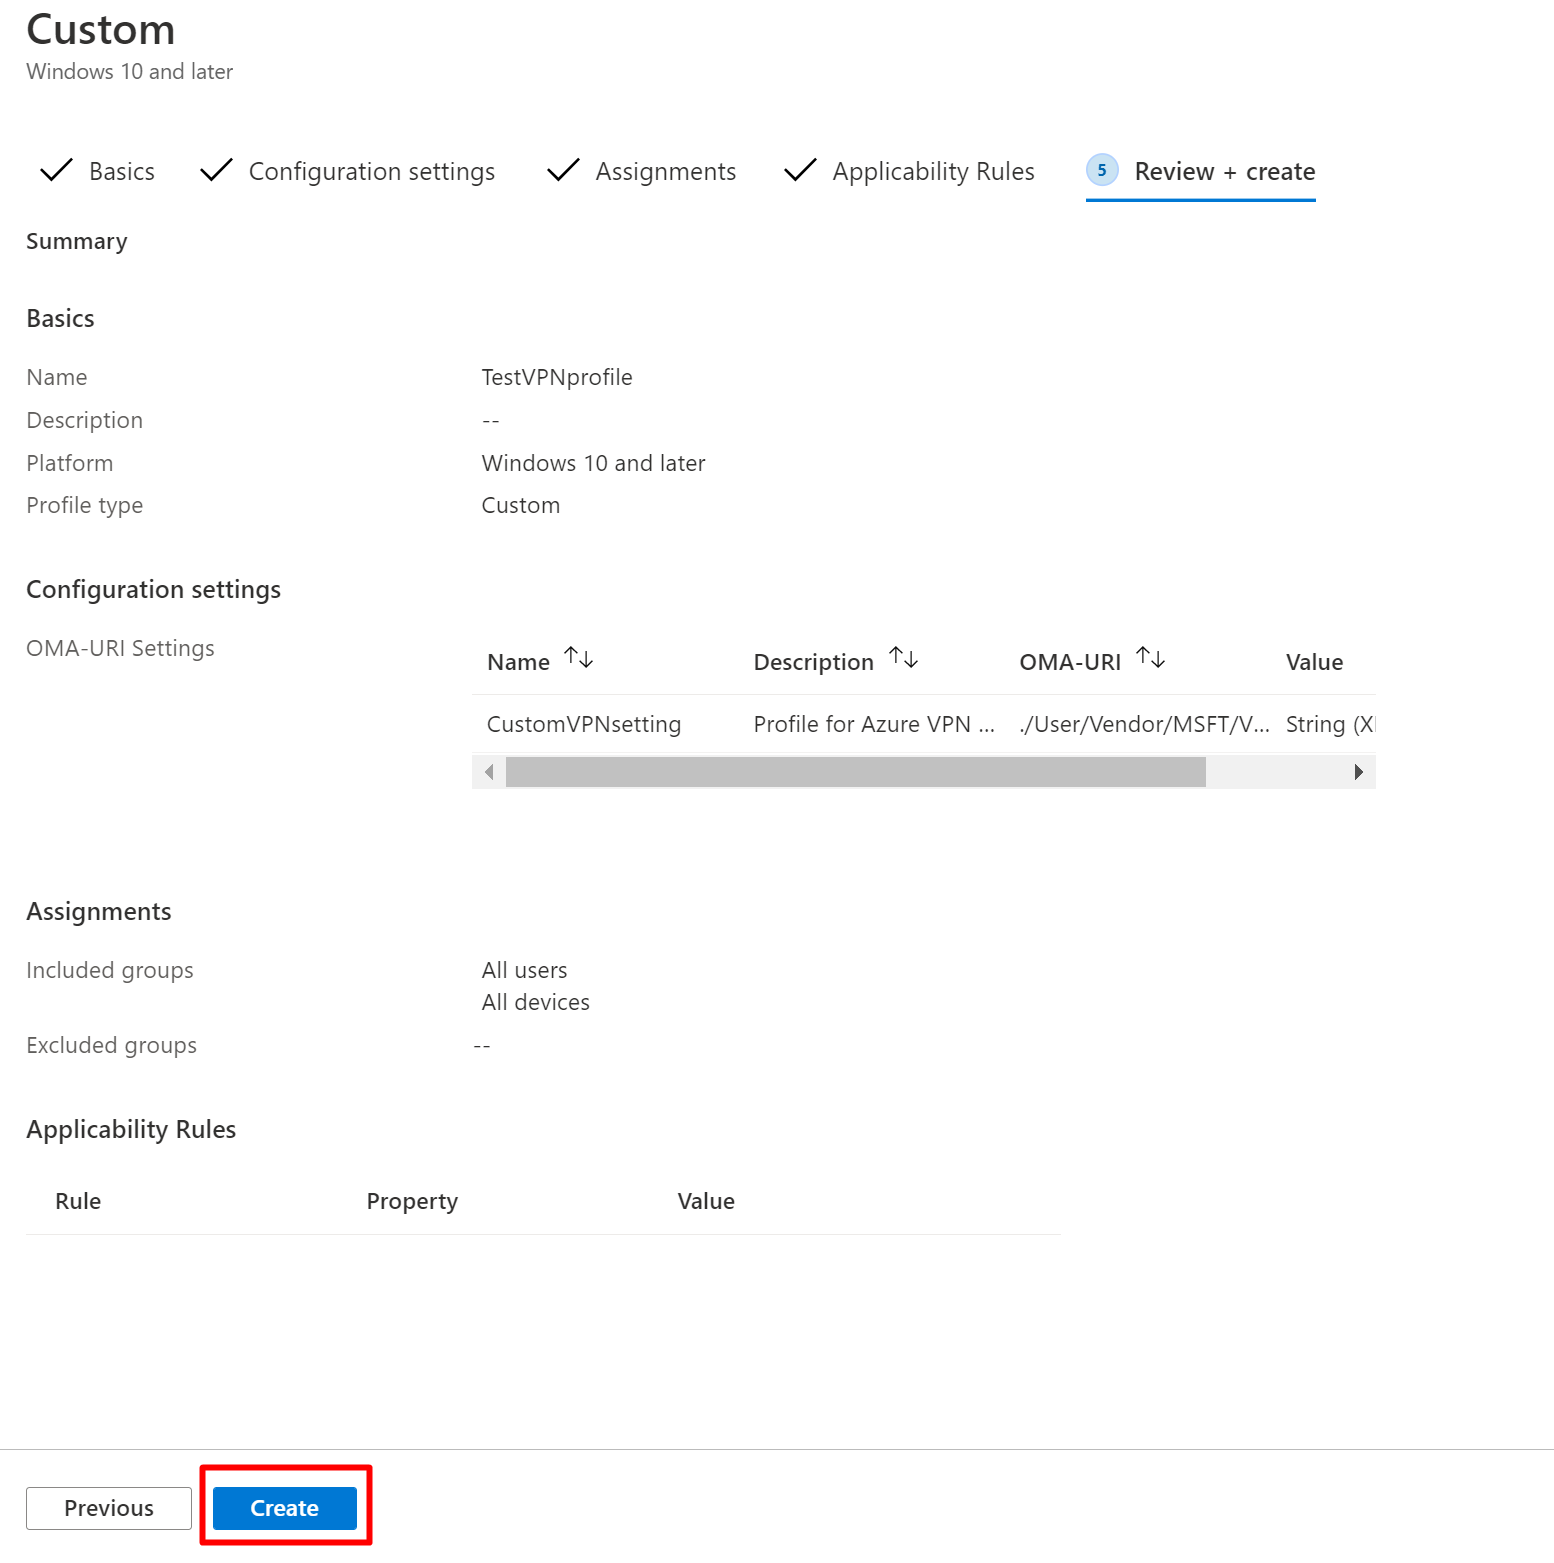 Custom
Windows 10 and later
Basics Configuration settings Assignments Applicability Rules 5 Review + create
Summary
Basics
Name TestVPNprofile
Description --
Platform Windows 10 and later
Profile type Custom
Configuration settings
OMA-URI Settings
Name ↑↓ Description ↑↓ OMA-URI ↑↓ Value
CustomVPNsetting Profile for Azure VPN ... ./User/Vendor/MSFT/V... String (X
Assignments
Included groups All users
All devices
Excluded groups --
Applicability Rules
Rule Property Value
Previous Create